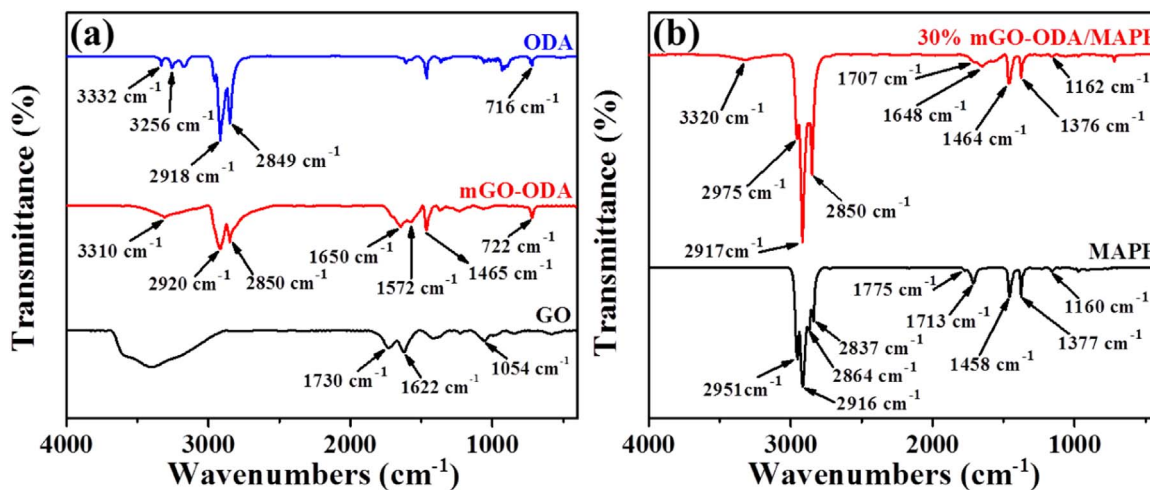 (a)
ODA
3332 cm-1
3256 cm-1
2918 cm-1
2849 cm-1
716 cm-1
mGO-ODA
3310 cm-1
2920 cm-1
2850 cm-1
1650 cm-1
1572 cm-1
1465 cm-1
722 cm-1
GO
1730 cm-1
1622 cm-1
1054 cm-1
Transmittance (%)
4000 3000 2000 1000
Wavenumbers (cm-1)
(b)
30% mGO-ODA/MAPP
3320 cm-1
2975 cm-1
2917cm-1
2850 cm-1
1707 cm-1
1648 cm-1
1464 cm-1
1376 cm-1
1162 cm-1
MAPP
2951cm-1
2916 cm-1
2864 cm-1
2837 cm-1
1775 cm-1
1713 cm-1
1458 cm-1
1377 cm-1
1160 cm-1
Transmittance (%)
4000 3000 2000 1000
Wavenumbers (cm-1)